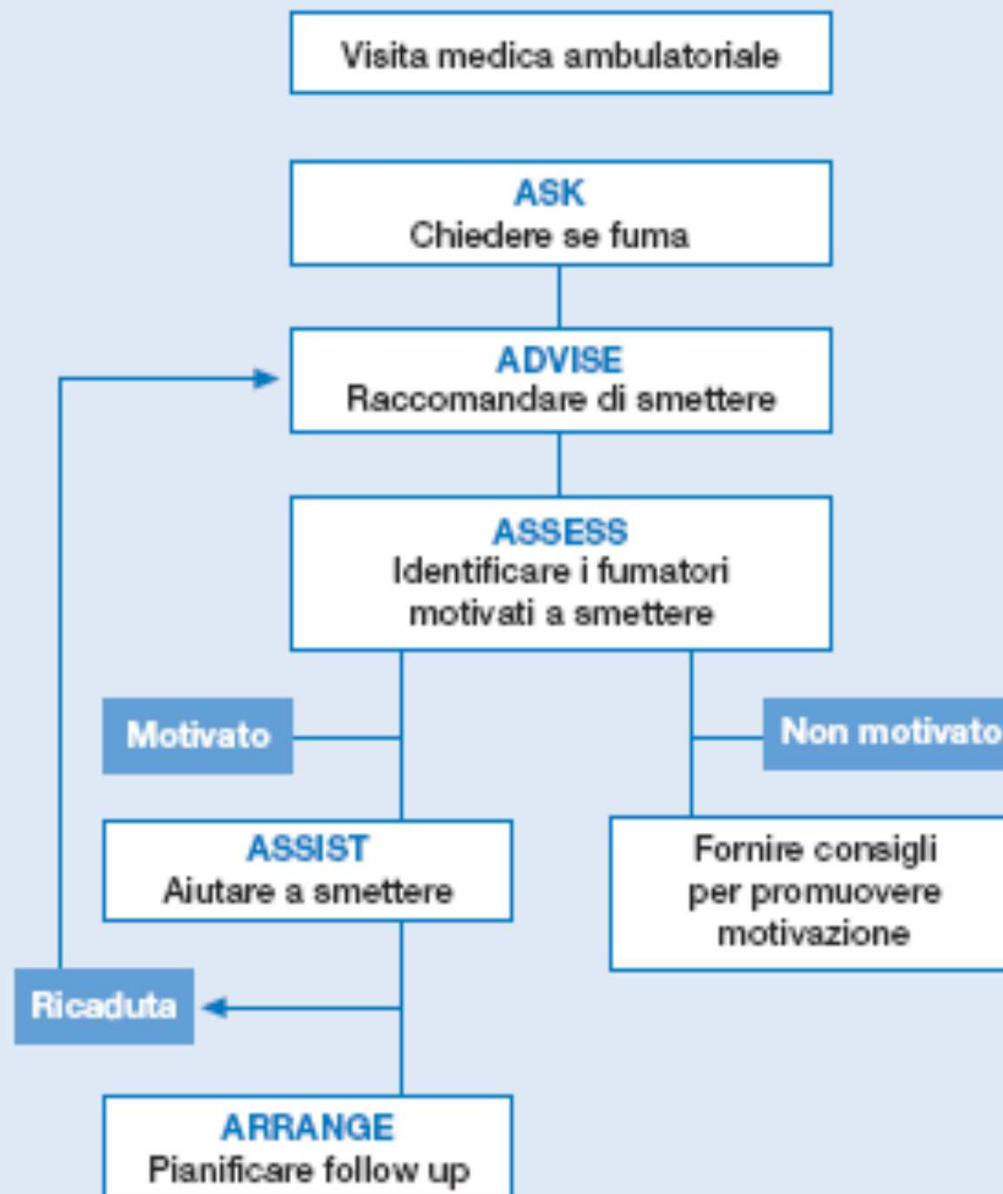 Visita medica ambulatoriale
ASK
Chiedere se fuma
ADVISE
Raccomandare di smettere
ASSESS
Identificare i fumatori
motivati a smettere
Motivato
Non motivato
ASSIST
Aiutare a smettere
Fornire consigli
per promuovere
motivazione
Ricaduta
ARRANGE
Pianificare follow up